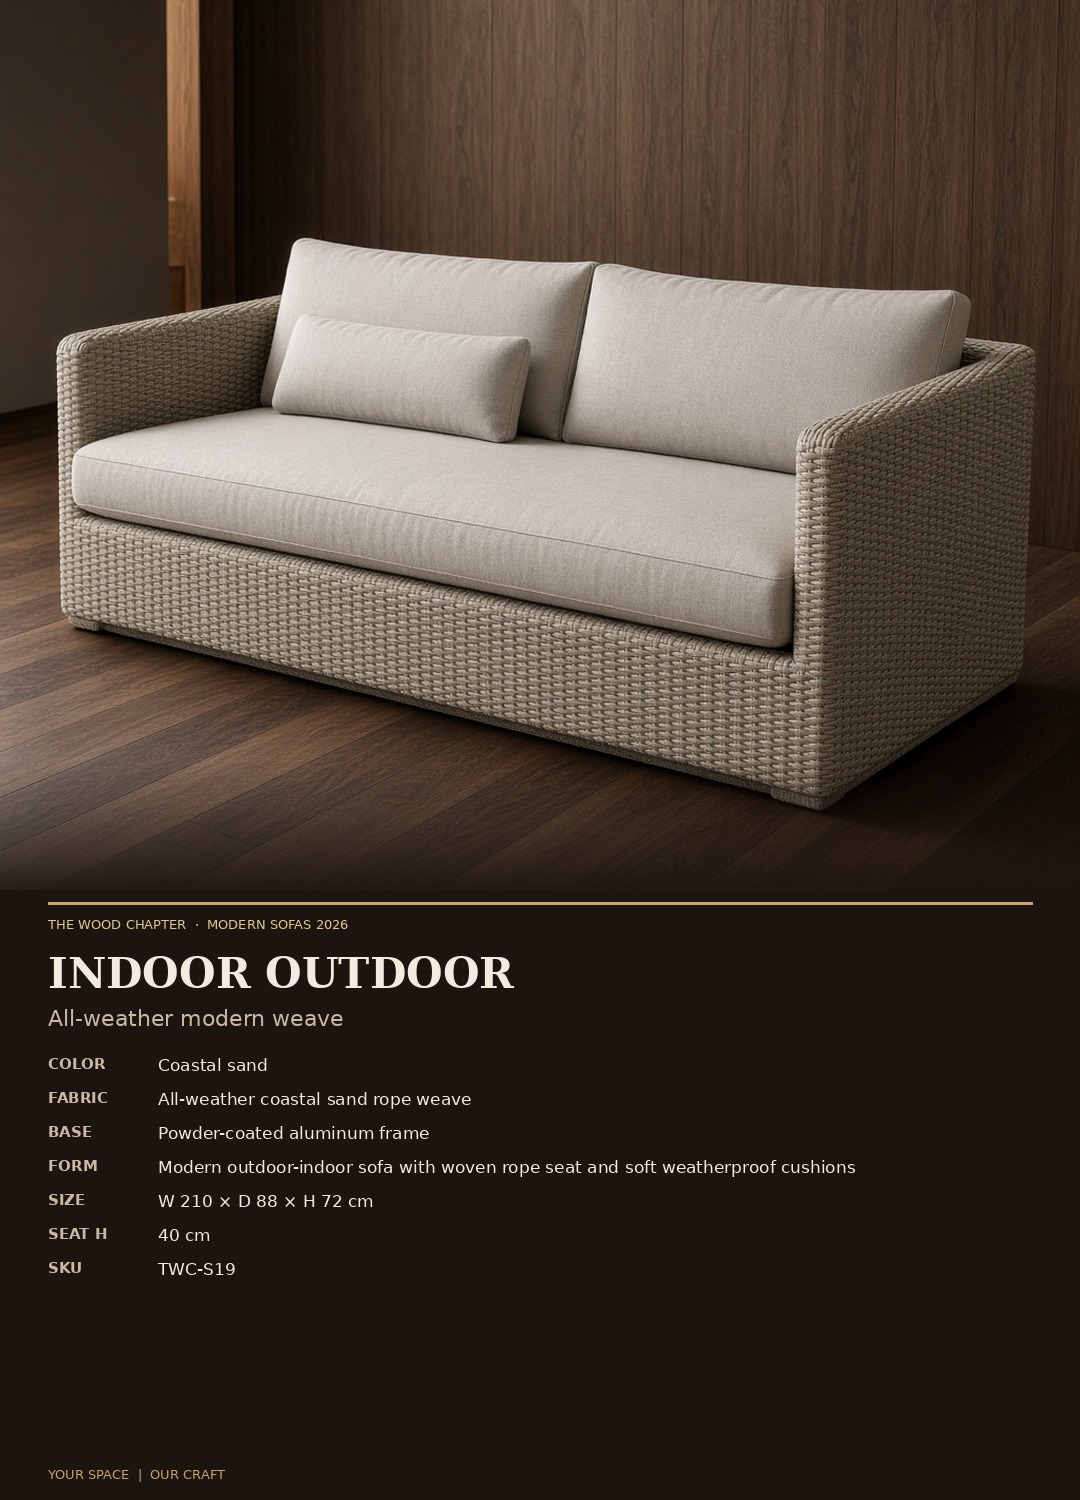 THE WOOD CHAPTER · MODERN SOFAS 2026
INDOOR OUTDOOR
All-weather modern weave
COLOR Coastal sand
FABRIC All-weather coastal sand rope weave
BASE Powder-coated aluminum frame
FORM Modern outdoor-indoor sofa with woven rope seat and soft weatherproof cushions
SIZE W 210 × D 88 × H 72 cm
SEAT H 40 cm
SKU TWC-S19
YOUR SPACE | OUR CRAFT